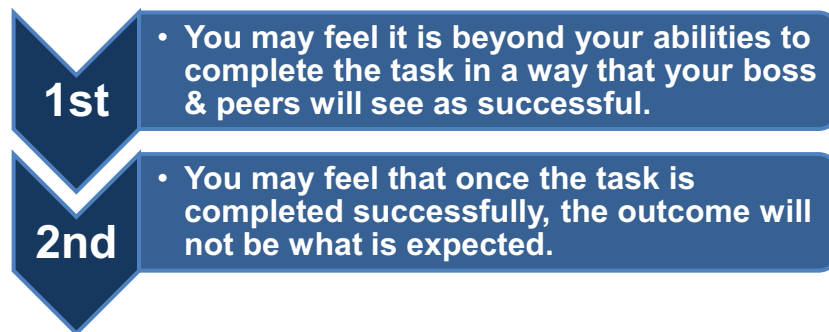 1st
• You may feel it is beyond your abilities to
complete the task in a way that your boss
& peers will see as successful.
2nd
• You may feel that once the task is
completed successfully, the outcome will
not be what is expected.